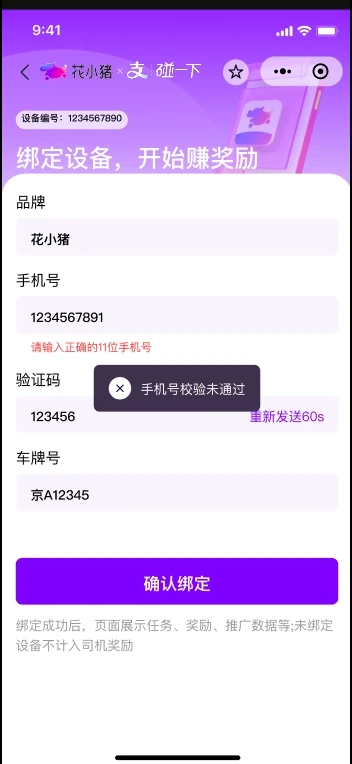 9:41
花小猪 × 支 碰一下
设备编号：1234567890
绑定设备，开始赚奖励
品牌
花小猪
手机号
1234567891
请输入正确的11位手机号
验证码
手机号校验未通过
123456 重新发送60s
车牌号
京A12345
确认绑定
绑定成功后，页面展示任务、奖励、推广数据等;未绑定
设备不计入司机奖励